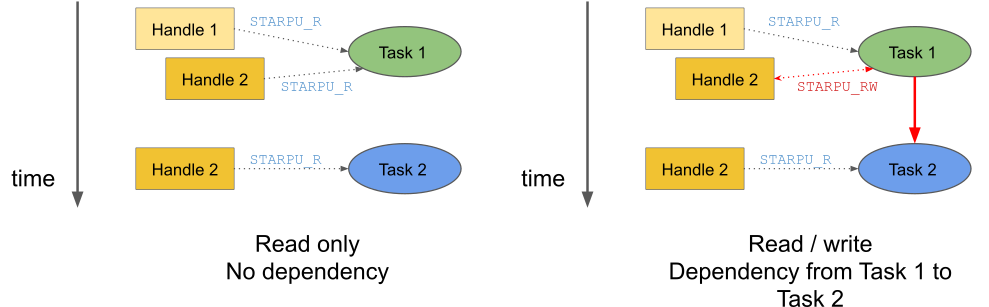 Handle 1
STARPU_R
Task 1
Handle 2
STARPU_R
time
Handle 2
STARPU_R
Task 2
Read only
No dependency
Handle 1
STARPU_R
Task 1
Handle 2
STARPU_RW
time
Handle 2
STARPU_R
Task 2
Read / write
Dependency from Task 1 to
Task 2